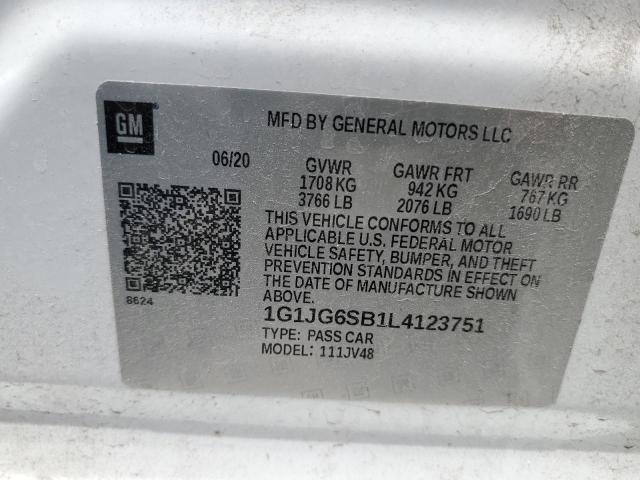 GM
MFD BY GENERAL MOTORS LLC
06/20 GVWR GAWR FRT GAWR RR
1708 KG 942 KG 767 KG
3766 LB 2076 LB 1690 LB
THIS VEHICLE CONFORMS TO ALL
APPLICABLE U.S. FEDERAL MOTOR
VEHICLE SAFETY, BUMPER, AND THEFT
PREVENTION STANDARDS IN EFFECT ON
THE DATE OF MANUFACTURE SHOWN
ABOVE.
8624
1G1JG6SB1L4123751
TYPE: PASS CAR
MODEL: 111JV48